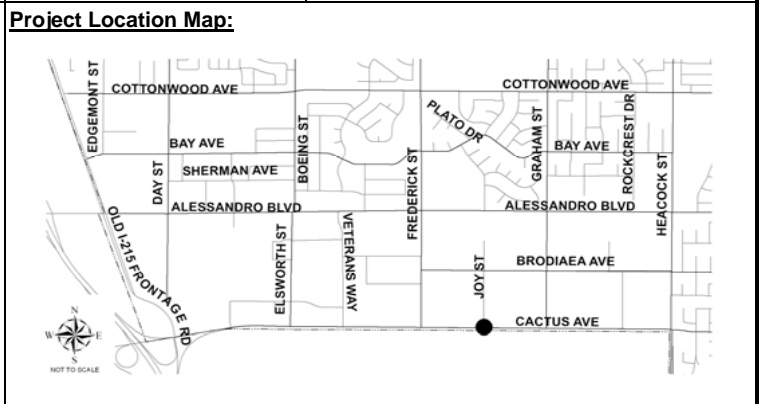 Project Location Map:
EDGEMONT ST
COTTONWOOD AVE
COTTONWOOD AVE
PLATO DR
BOEING ST
GRAHAM ST
ROCKCREST DR
BAY AVE
BAY AVE
DAY ST
SHERMAN AVE
FREDERICK ST
HEACOCK ST
ALESSANDRO BLVD
ALESSANDRO BLVD
OLD I-215 FRONTAGE RD
ELSWORTH ST
VETERANS WAY
JOY ST
BRODIAEA AVE
CACTUS AVE
N
W
E
S
NOT TO SCALE